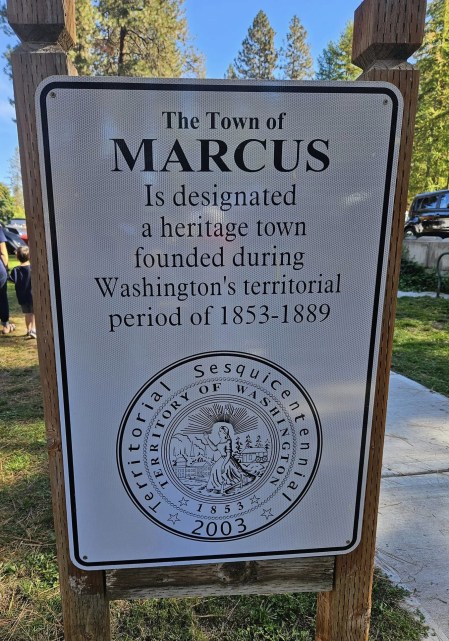 The Town of
MARCUS
Is designated
a heritage town
founded during
Washington's territorial
period of 1853-1889
Territorial Sesquicentennial
TERRITORY OF WASHINGTON
1853
2003